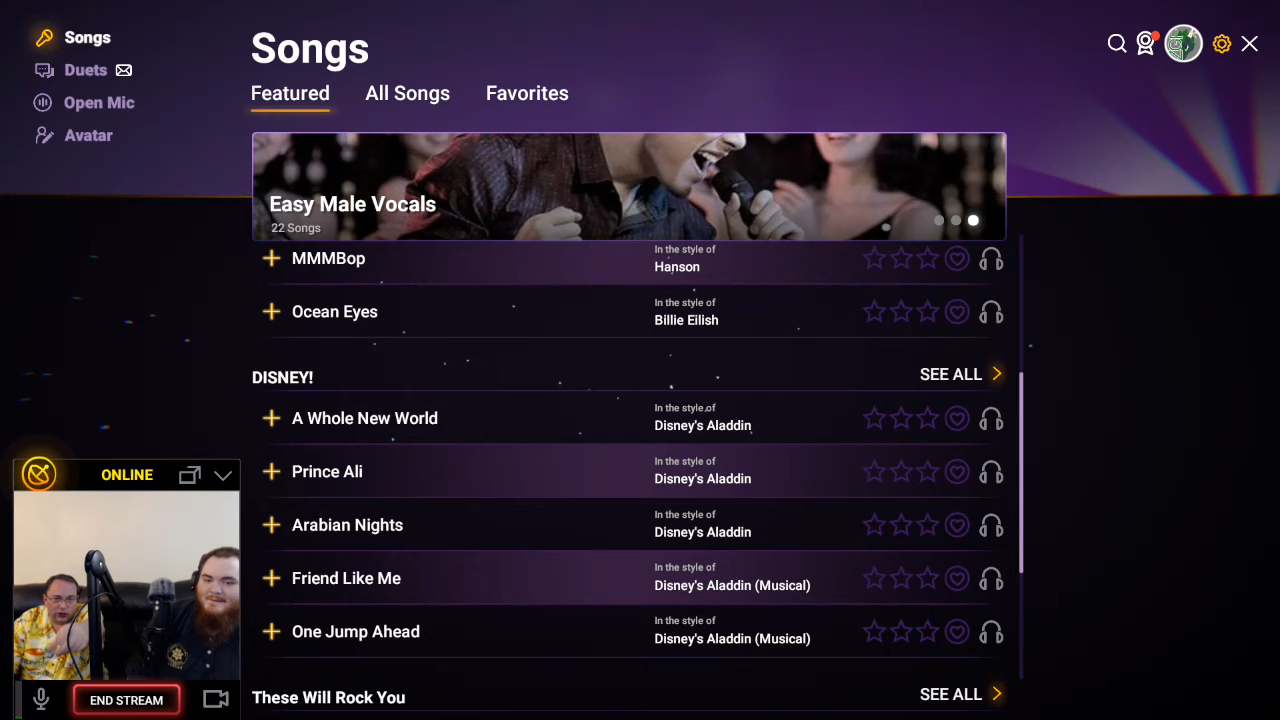 Songs
Duets
Open Mic
Avatar
Songs
Featured
All Songs
Favorites
Easy Male Vocals
22 Songs
MMMBop
In the style of
Hanson
Ocean Eyes
In the style of
Billie Eilish
DISNEY!
SEE ALL
A Whole New World
In the style of
Disney's Aladdin
Prince Ali
In the style of
Disney's Aladdin
Arabian Nights
In the style of
Disney's Aladdin
Friend Like Me
In the style of
Disney's Aladdin (Musical)
One Jump Ahead
In the style of
Disney's Aladdin (Musical)
These Will Rock You
SEE ALL
ONLINE
END STREAM